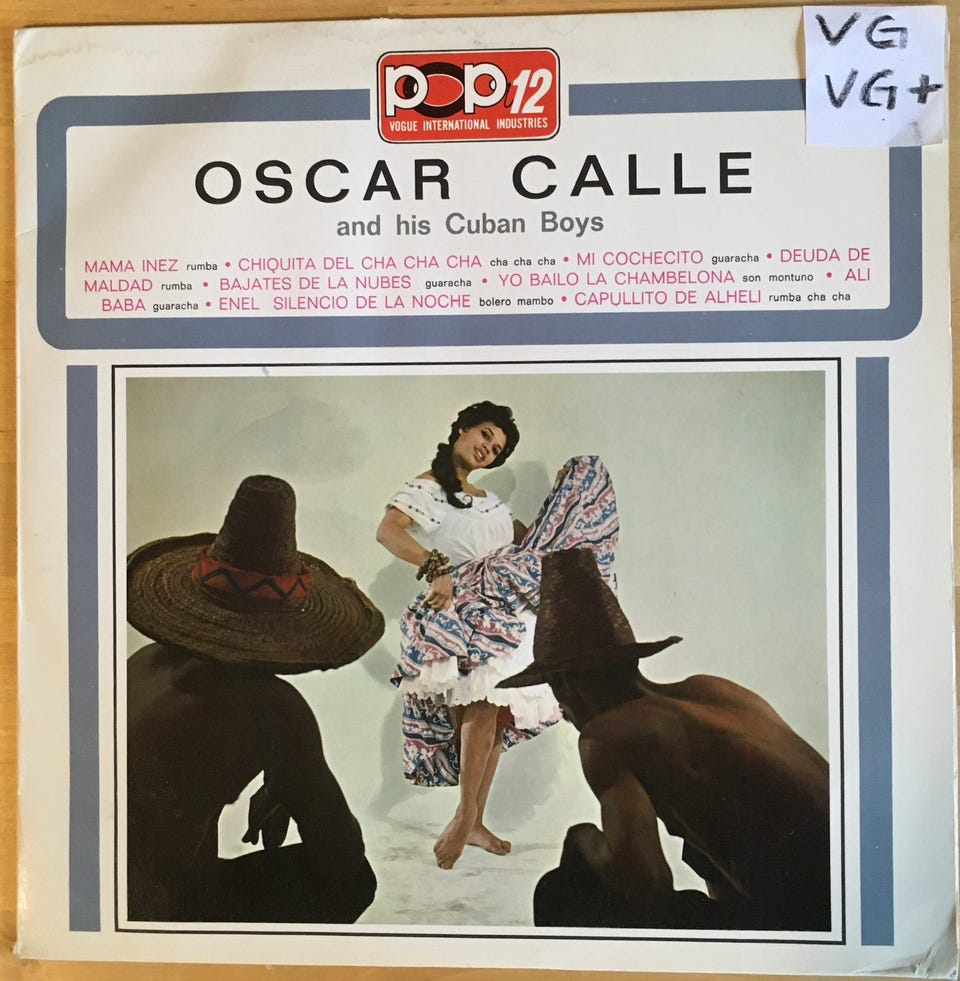 VG
VG+
pop 12
VOGUE INTERNATIONAL INDUSTRIES
OSCAR CALLE
and his Cuban Boys
MAMA INEZ rumba • CHIQUITA DEL CHA CHA CHA cha cha cha • MI COCHECITO guaracha • DEUDA DE
MALDAD rumba • BAJATES DE LA NUBES guaracha • YO BAILO LA CHAMBELONA son montuno • ALI
BABA guaracha • ENEL SILENCIO DE LA NOCHE bolero mambo • CAPULLITO DE ALHELI rumba cha cha